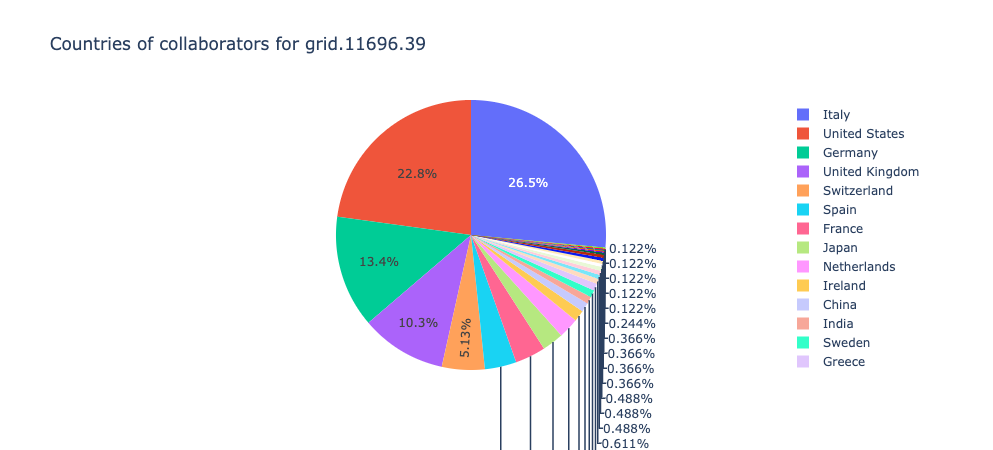 Countries of collaborators for grid.11696.39
Italy
United States
Germany
United Kingdom
Switzerland
Spain
France
Japan
Netherlands
Ireland
China
India
Sweden
Greece
22.8%
26.5%
13.4%
10.3%
5.13%
0.122%
0.122%
0.122%
0.122%
0.122%
0.244%
0.366%
0.366%
0.366%
0.366%
0.488%
0.488%
0.488%
0.611%